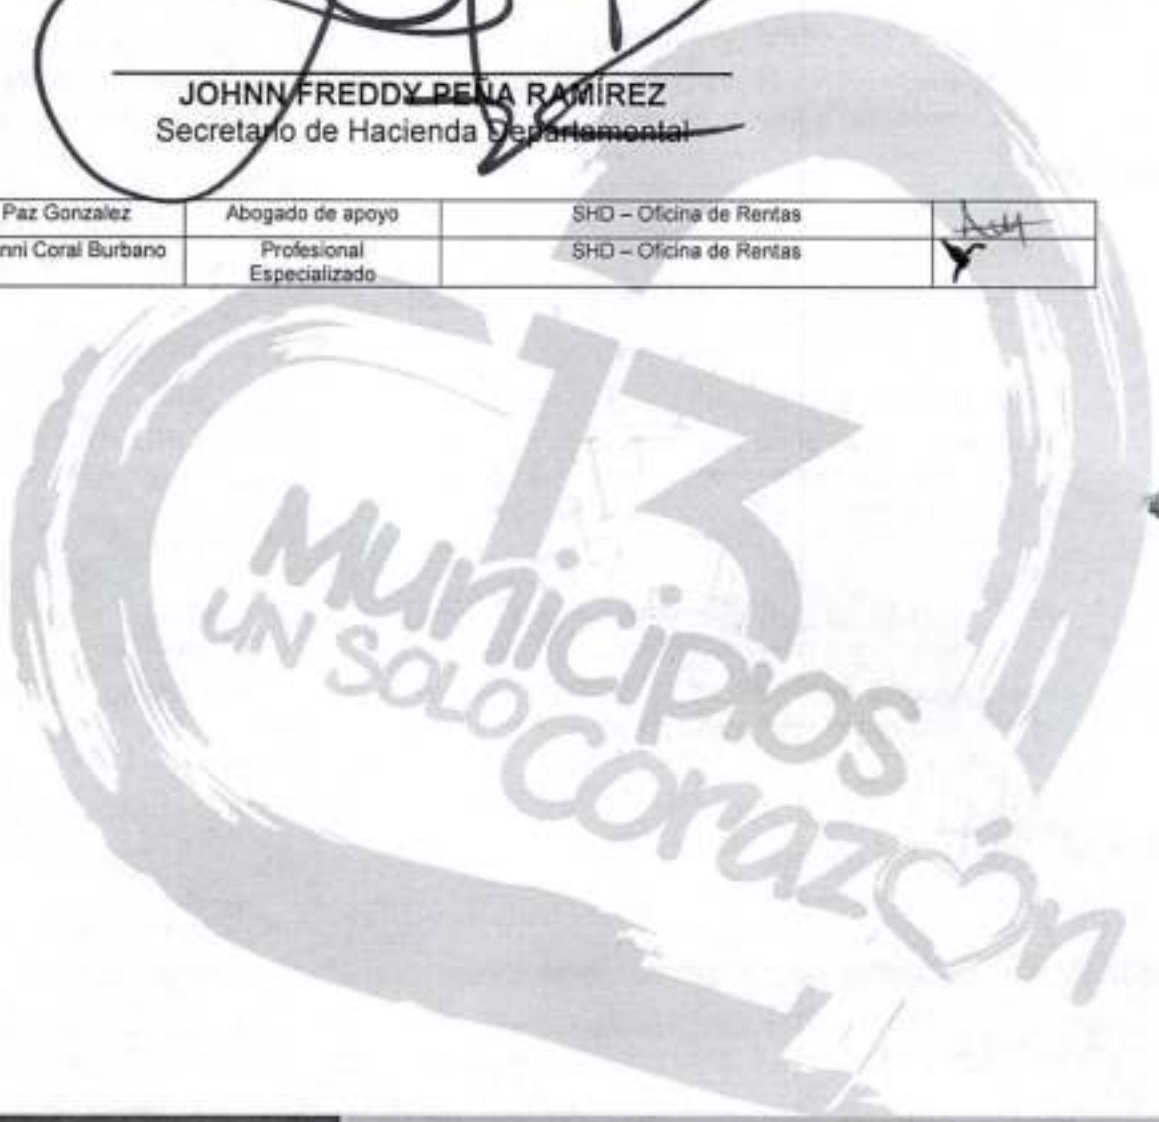 JOHNN FREDDY PEÑA RAMÍREZ
Secretario de Hacienda Departamental
Paz Gonzalez Abogado de apoyo SHD – Oficina de Rentas
nni Coral Burbano Profesional Especializado SHD – Oficina de Rentas
13
Municipios
UN SOLO
Corazón